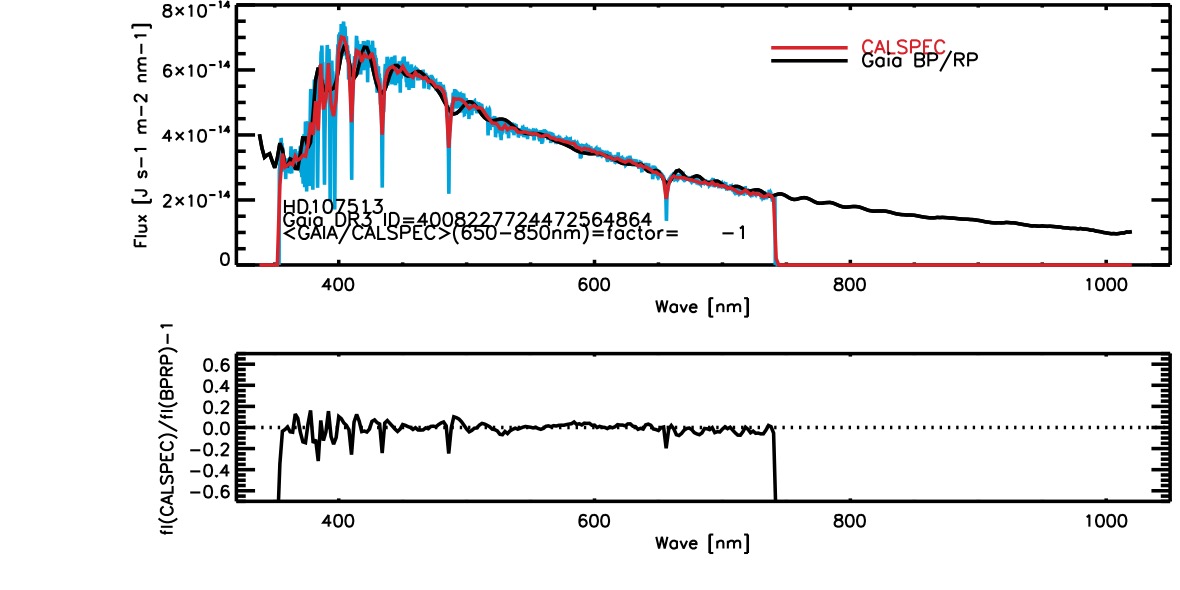 8×10⁻¹⁴
6×10⁻¹⁴
4×10⁻¹⁴
2×10⁻¹⁴
0
Flux [J s−1 m−2 nm−1]
CALSPEC
Gaia BP/RP
HD107513
Gaia DR3 ID=4008227724472564864
<GAIA/CALSPEC>(650−850nm)=factor= −1
400 600 800 1000
Wave [nm]
fl(CALSPEC)/fl(BPRP)−1
0.6
0.4
0.2
0.0
−0.2
−0.4
−0.6
400 600 800 1000
Wave [nm]